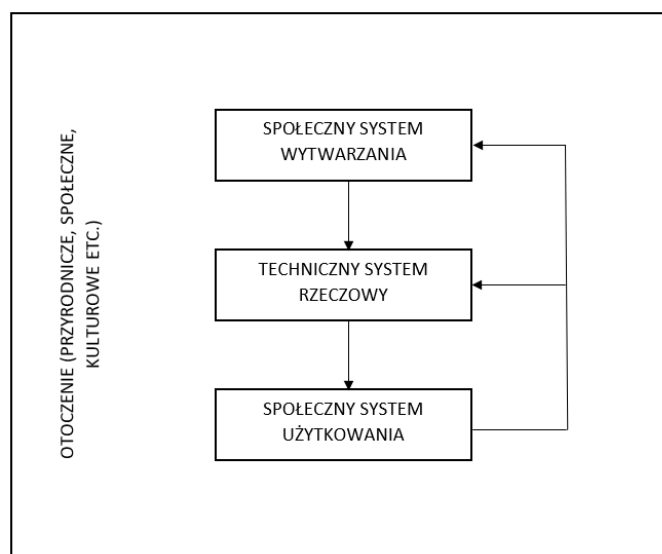 OTOCZENIE (PRZYRODNICZE, SPOŁECZNE,
KULTUROWE ETC.)
SPOŁECZNY SYSTEM
WYTWARZANIA
TECHNICZNY SYSTEM
RZECZOWY
SPOŁECZNY SYSTEM
UŻYTKOWANIA